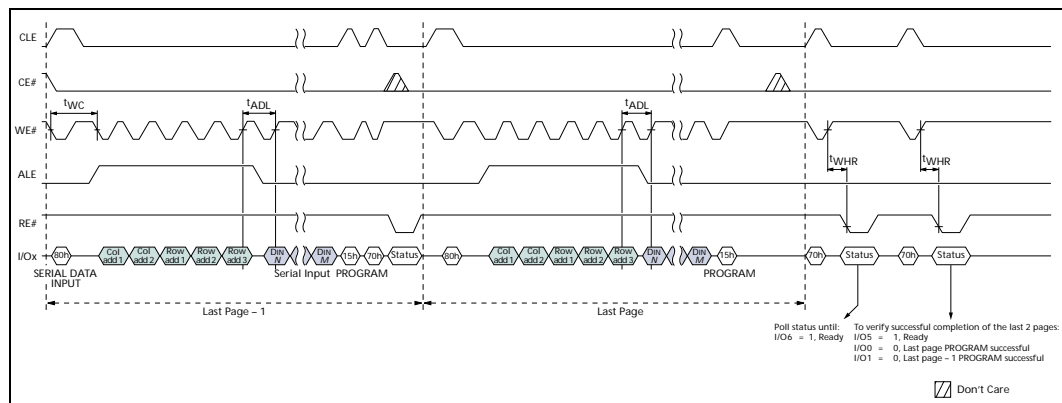 CLE
CE#
tWC
tADL
tADL
WE#
tWHR
tWHR
ALE
RE#
I/Ox
80h
Col add 1
Col add 2
Row add 1
Row add 2
Row add 3
DIN N
DIN M
15h
70h
Status
80h
Col add 1
Col add 2
Row add 1
Row add 2
Row add 3
DIN N
DIN M
15h
70h
Status
70h
Status
SERIAL DATA INPUT
Serial Input PROGRAM
PROGRAM
Last Page – 1
Last Page
Poll status until:
I/O6 = 1, Ready
To verify successful completion of the last 2 pages:
I/O5 = 1, Ready
I/O0 = 0, Last page PROGRAM successful
I/O1 = 0, Last page – 1 PROGRAM successful
Don't Care